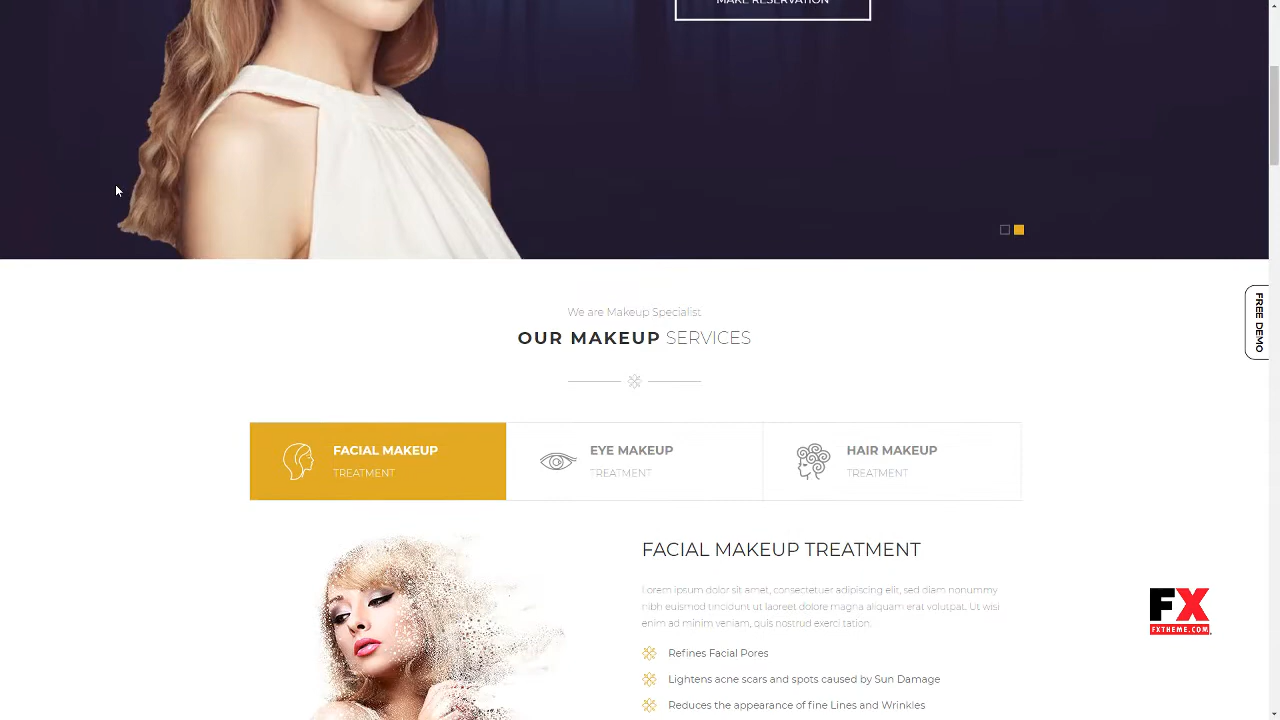 MAKE RESERVATION
FREE DEMO
We are Makeup Specialist
OUR MAKEUP SERVICES
FACIAL MAKEUP
TREATMENT
EYE MAKEUP
TREATMENT
HAIR MAKEUP
TREATMENT
FACIAL MAKEUP TREATMENT
Lorem ipsum dolor sit amet, consectetuer adipiscing elit, sed diam nonummy
nibh euismod tincidunt ut laoreet dolore magna aliquam erat volutpat. Ut wisi
enim ad minim veniam, quis nostrud exerci tation.
Refines Facial Pores
Lightens acne scars and spots caused by Sun Damage
Reduces the appearance of fine Lines and Wrinkles
FX
FXTHEME.COM